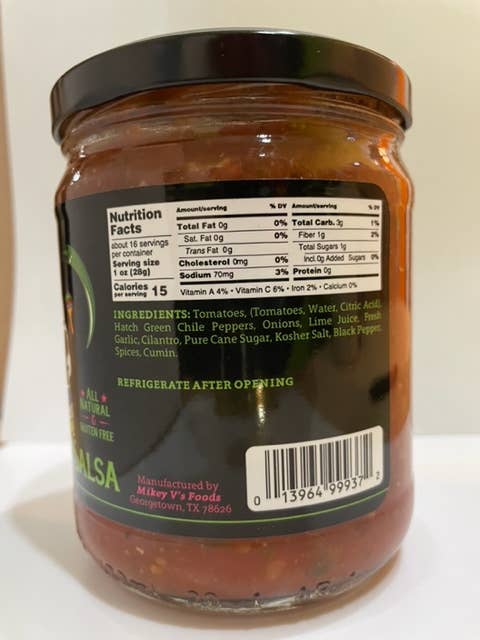 Nutrition
Facts
about 16 servings
per container
Serving size
1 oz (28g)
Calories
per serving 15
Amount/serving % DV
Total Fat 0g 0%
Sat. Fat 0g 0%
Trans Fat 0g
Cholesterol 0mg 0%
Sodium 70mg 3%
Amount/serving % DV
Total Carb. 3g 1%
Fiber 1g 2%
Total Sugars 1g
Incl. 0g Added Sugars 0%
Protein 0g
Vitamin A 4% • Vitamin C 6% • Iron 2% • Calcium 0%
INGREDIENTS: Tomatoes, (Tomatoes, Water, Citric Acid),
Hatch Green Chile Peppers, Onions, Lime Juice, Fresh
Garlic, Cilantro, Pure Cane Sugar, Kosher Salt, Black Pepper,
Spices, Cumin.
REFRIGERATE AFTER OPENING
ALL
NATURAL
&
GLUTEN FREE
SALSA
Manufactured by
Mikey V's Foods
Georgetown, TX 78626
0 13964 99937 2